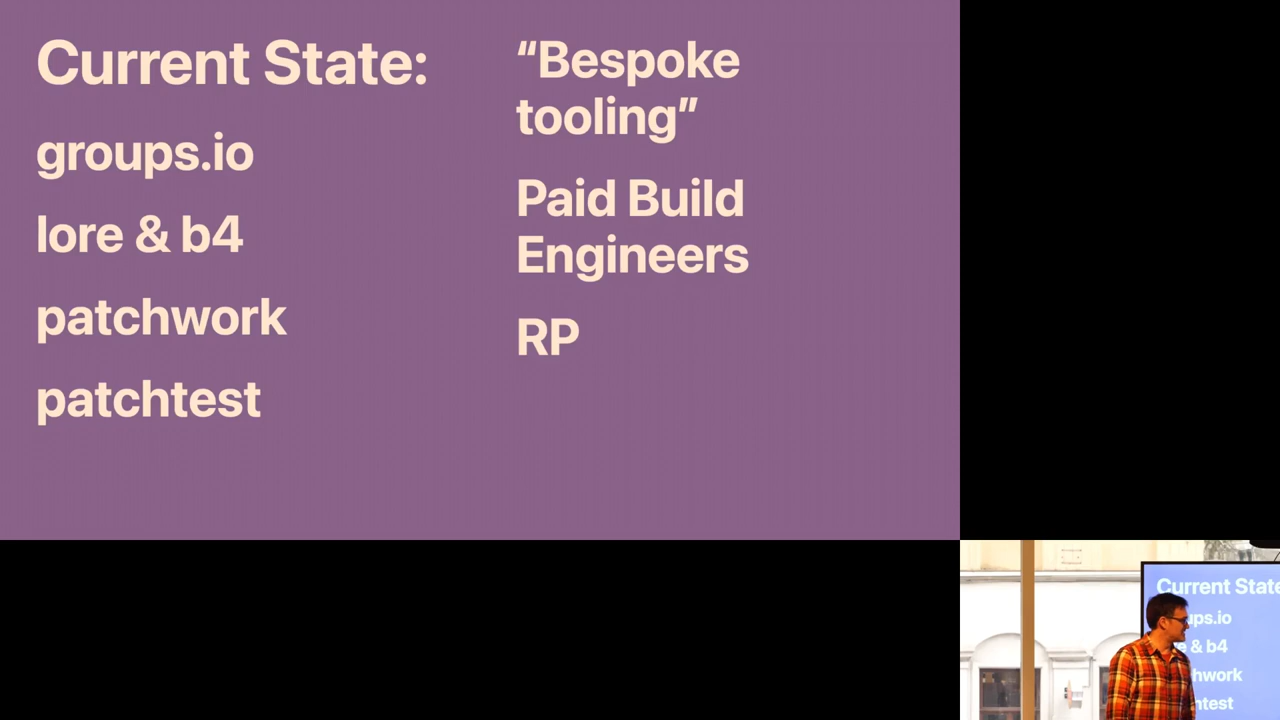 Current State:
groups.io
lore & b4
patchwork
patchtest
“Bespoke
tooling”
Paid Build
Engineers
RP
Current State
ups.io
e & b4
hwork
htest